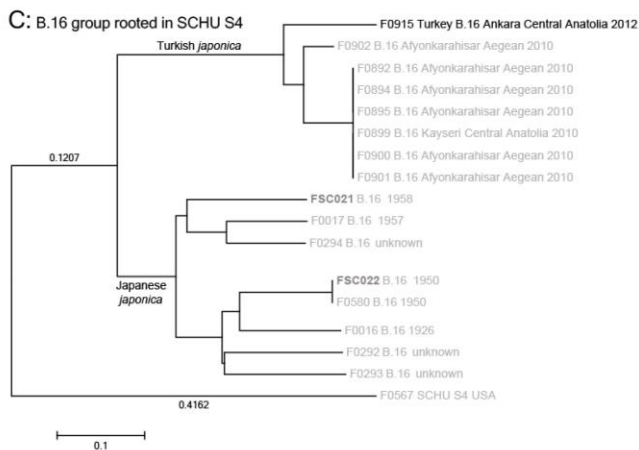 C: B.16 group rooted in SCHU S4
F0915 Turkey B.16 Ankara Central Anatolia 2012
Turkish japonica
F0902 B.16 Afyonkarahisar Aegean 2010
F0892 B.16 Afyonkarahisar Aegean 2010
F0894 B.16 Afyonkarahisar Aegean 2010
F0895 B.16 Afyonkarahisar Aegean 2010
F0899 B.16 Kayseri Central Anatolia 2010
F0900 B.16 Afyonkarahisar Aegean 2010
0.1207
F0901 B.16 Afyonkarahisar Aegean 2010
FSC021 B.16 1958
F0017 B.16 1957
F0294 B.16 unknown
FSC022 B.16 1950
Japanese
japonica
F0580 B.16 1950
F0016 B.16 1926
F0292 B.16 unknown
F0293 B.16 unknown
F0567 SCHU S4 USA
0.4162
0.1